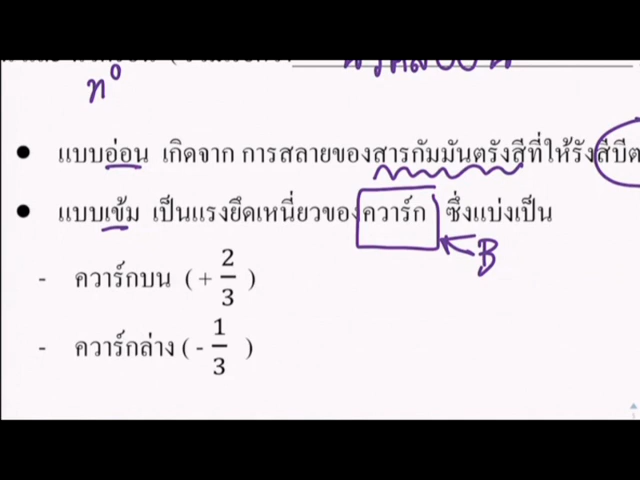 n⁰
• แบบอ่อน เกิดจาก การสลายของสารกัมมันตรังสีที่ให้รังสีบีต
• แบบเข้ม เป็นแรงยึดเหนี่ยวของควาร์ก ซึ่งแบ่งเป็น
B
- ควาร์กบน (+ 2/3 )
- ควาร์กล่าง ( - 1/3 )